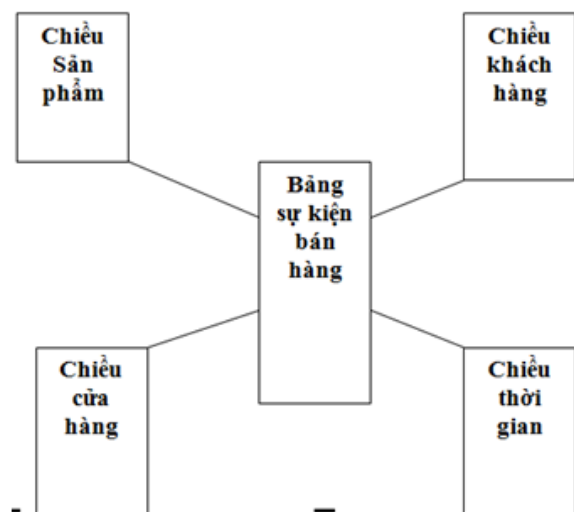 Chiều
Sản
phẩm
Chiều
khách
hàng
Bảng
sự kiện
bán
hàng
Chiều
cửa
hàng
Chiều
thời
gian